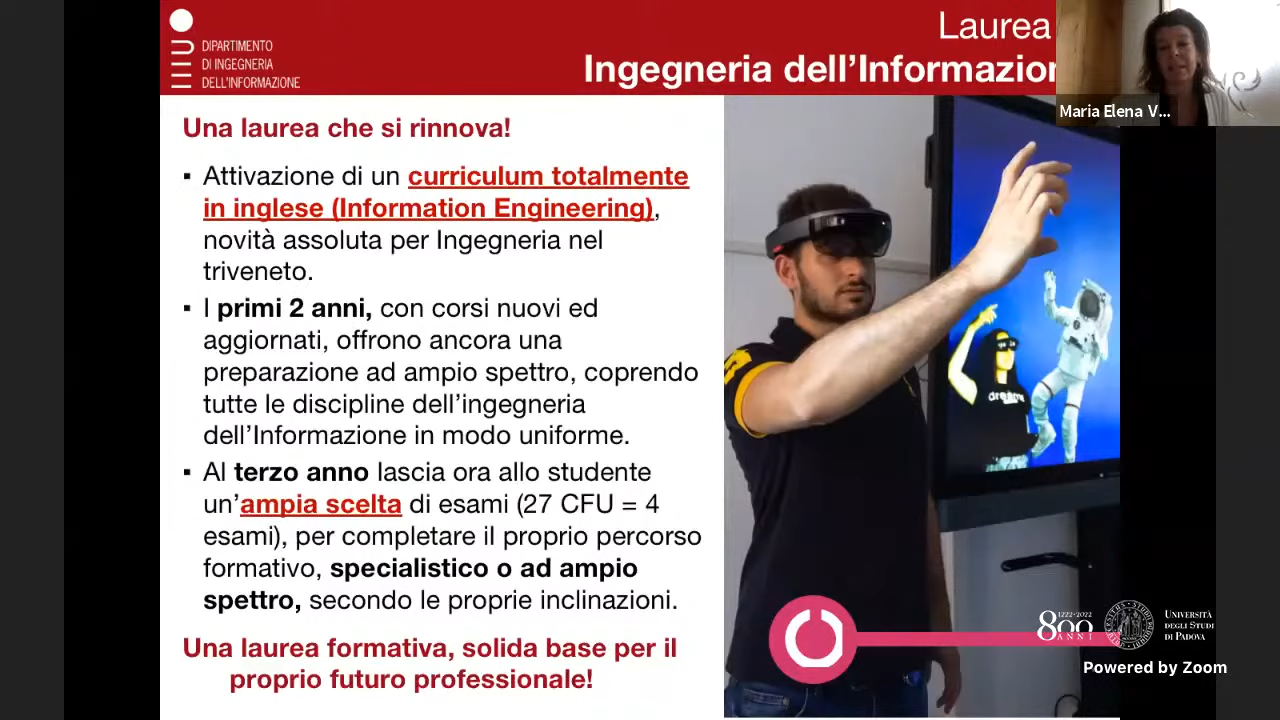 DIPARTIMENTO
DI INGEGNERIA
DELL'INFORMAZIONE
Laurea
Ingegneria dell'Informazion
Maria Elena V...
Una laurea che si rinnova!
▪ Attivazione di un curriculum totalmente
in inglese (Information Engineering),
novità assoluta per Ingegneria nel
triveneto.
▪ I primi 2 anni, con corsi nuovi ed
aggiornati, offrono ancora una
preparazione ad ampio spettro, coprendo
tutte le discipline dell'ingegneria
dell'Informazione in modo uniforme.
▪ Al terzo anno lascia ora allo studente
un'ampia scelta di esami (27 CFU = 4
esami), per completare il proprio percorso
formativo, specialistico o ad ampio
spettro, secondo le proprie inclinazioni.
Una laurea formativa, solida base per il
proprio futuro professionale!
1222•2022
800
ANNI
UNIVERSITÀ
DEGLI STUDI
DI PADOVA
Powered by Zoom